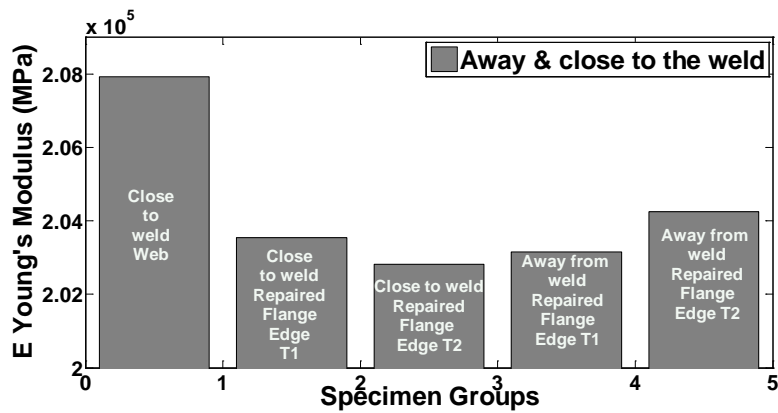 x 10^5
E Young's Modulus (MPa)
2.08
2.06
2.04
2.02
2
Away & close to the weld
Close
to
weld
Web
Close
to weld
Repaired
Flange
Edge
T1
Close to weld
Repaired
Flange
Edge T2
Away from
weld
Repaired
Flange
Edge T1
Away from
weld
Repaired
Flange
Edge T2
0 1 2 3 4 5
Specimen Groups